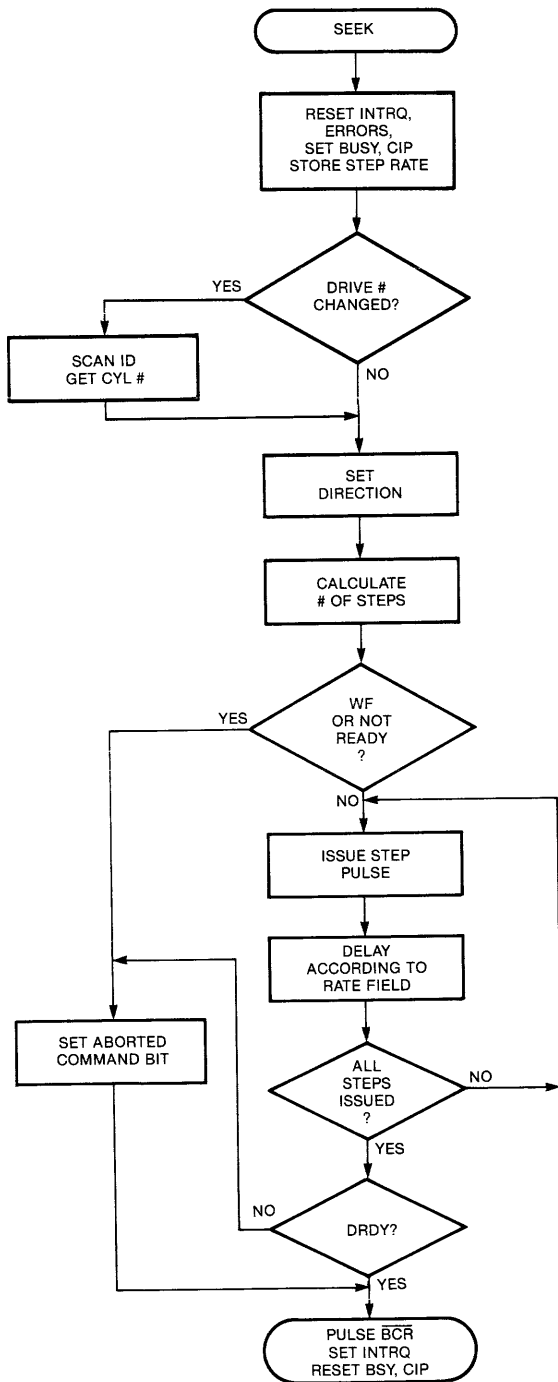 SEEK
RESET INTRQ,
ERRORS,
SET BUSY, CIP
STORE STEP RATE
YES
DRIVE #
CHANGED?
SCAN ID
GET CYL #
NO
SET
DIRECTION
CALCULATE
# OF STEPS
YES
WF
OR NOT
READY
?
NO
ISSUE STEP
PULSE
DELAY
ACCORDING TO
RATE FIELD
SET ABORTED
COMMAND BIT
ALL
STEPS
ISSUED
?
NO
YES
NO
DRDY?
YES
PULSE B̅C̅R̅
SET INTRQ
RESET BSY, CIP